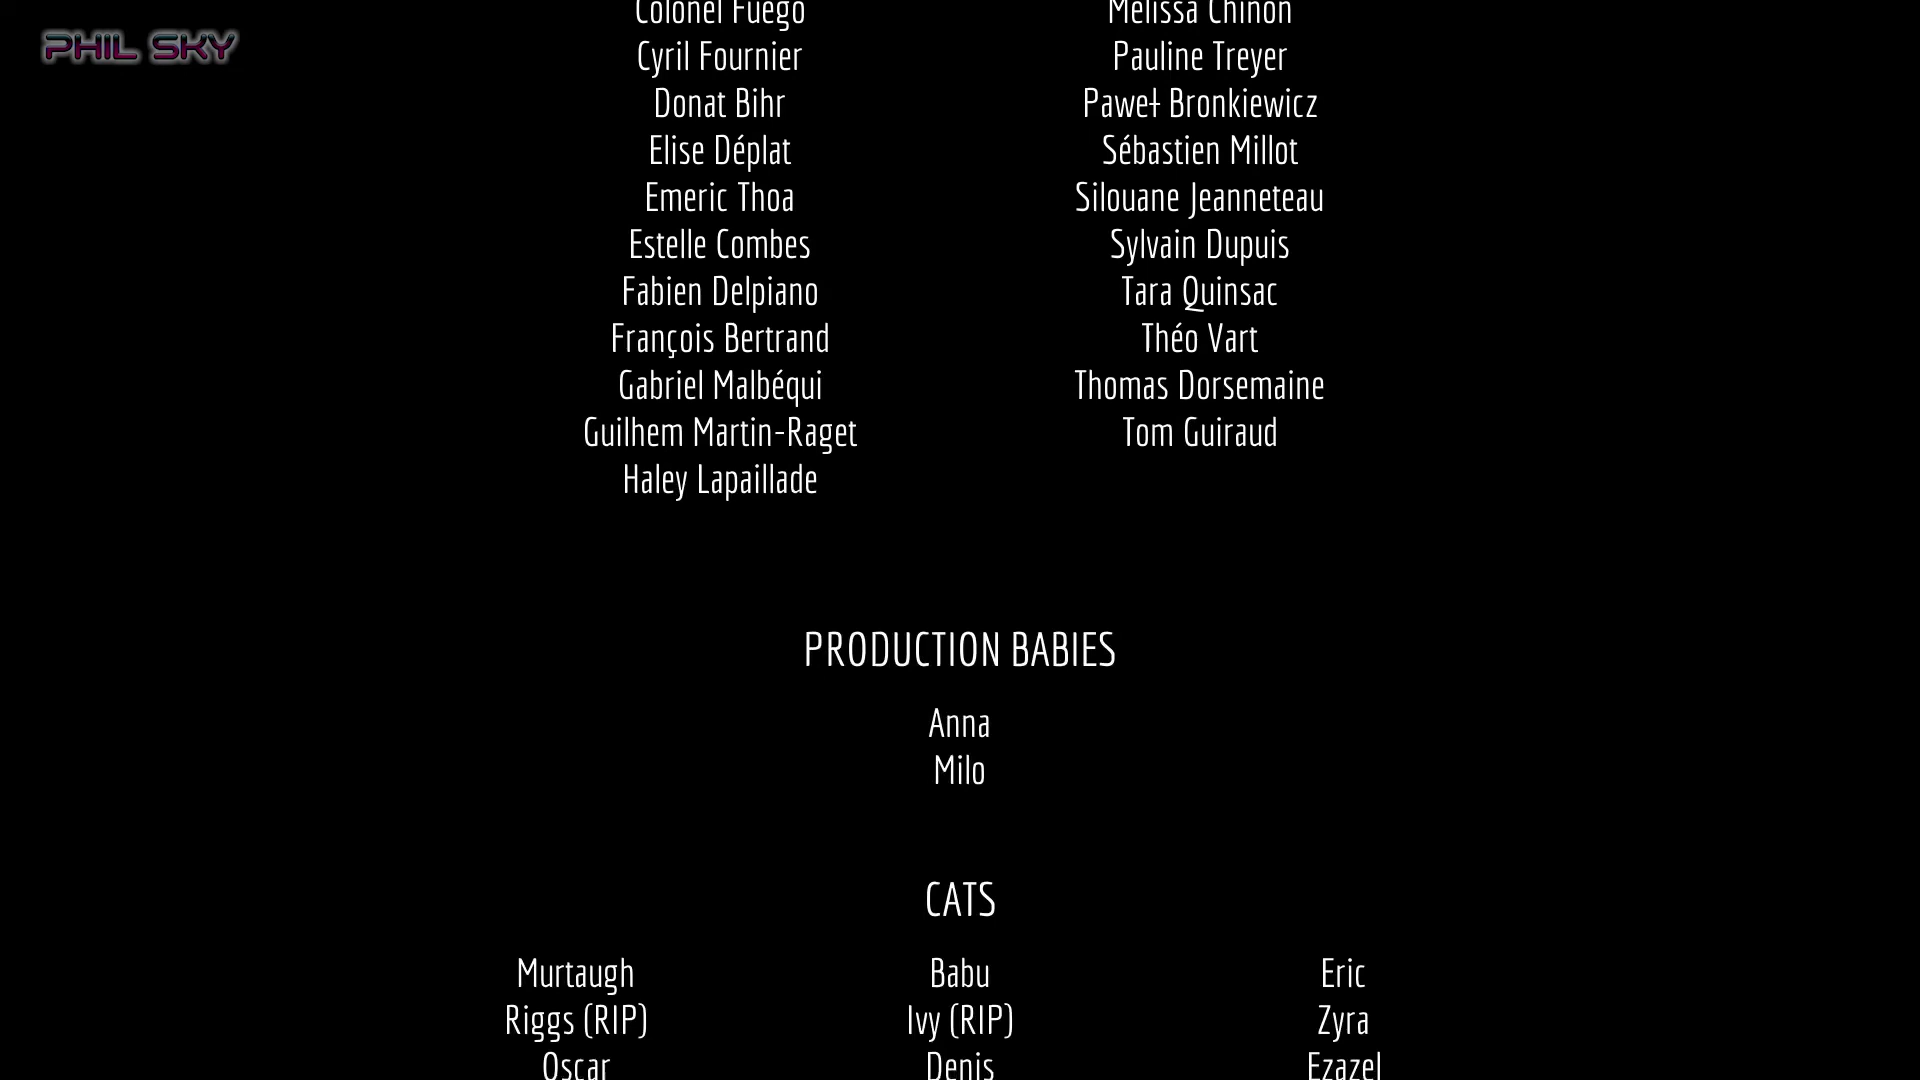 PHIL SKY
Colonel Fuego
Cyril Fournier
Donat Bihr
Elise Déplat
Emeric Thoa
Estelle Combes
Fabien Delpiano
François Bertrand
Gabriel Malbéqui
Guilhem Martin-Raget
Haley Lapaillade
Mélissa Chinon
Pauline Treyer
Paweł Bronkiewicz
Sébastien Millot
Silouane Jeanneteau
Sylvain Dupuis
Tara Quinsac
Théo Vart
Thomas Dorsemaine
Tom Guiraud
PRODUCTION BABIES
Anna
Milo
CATS
Murtaugh Babu Eric
Riggs (RIP) Ivy (RIP) Zyra
Oscar Denis Ezazel